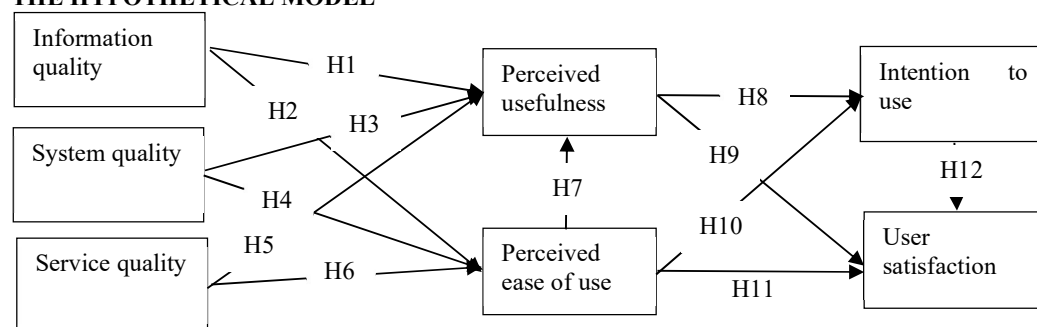 THE HYPOTHETICAL MODEL
Information
quality
H1
H2
H3
System quality
H4
H5
Service quality
H6
Perceived
usefulness
H7
Perceived
ease of use
H8
H9
H10
H11
Intention to
use
H12
User
satisfaction